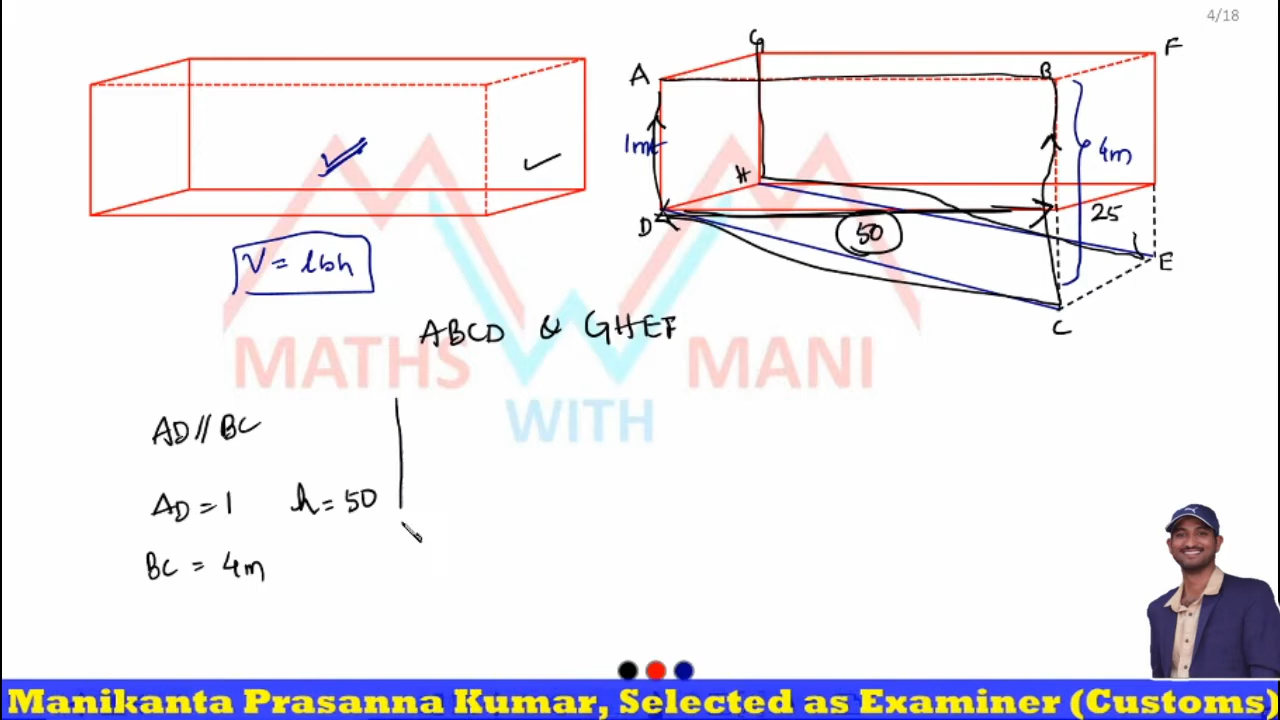 4/18
G
F
A
B
1m
4m
H
25
D
50
E
C
V = lbh
ABCD & GHEF
MATHS
MANI
WITH
AD // BC
AD = 1 h = 50
BC = 4m
Manikanta Prasanna Kumar, Selected as Examiner (Customs)